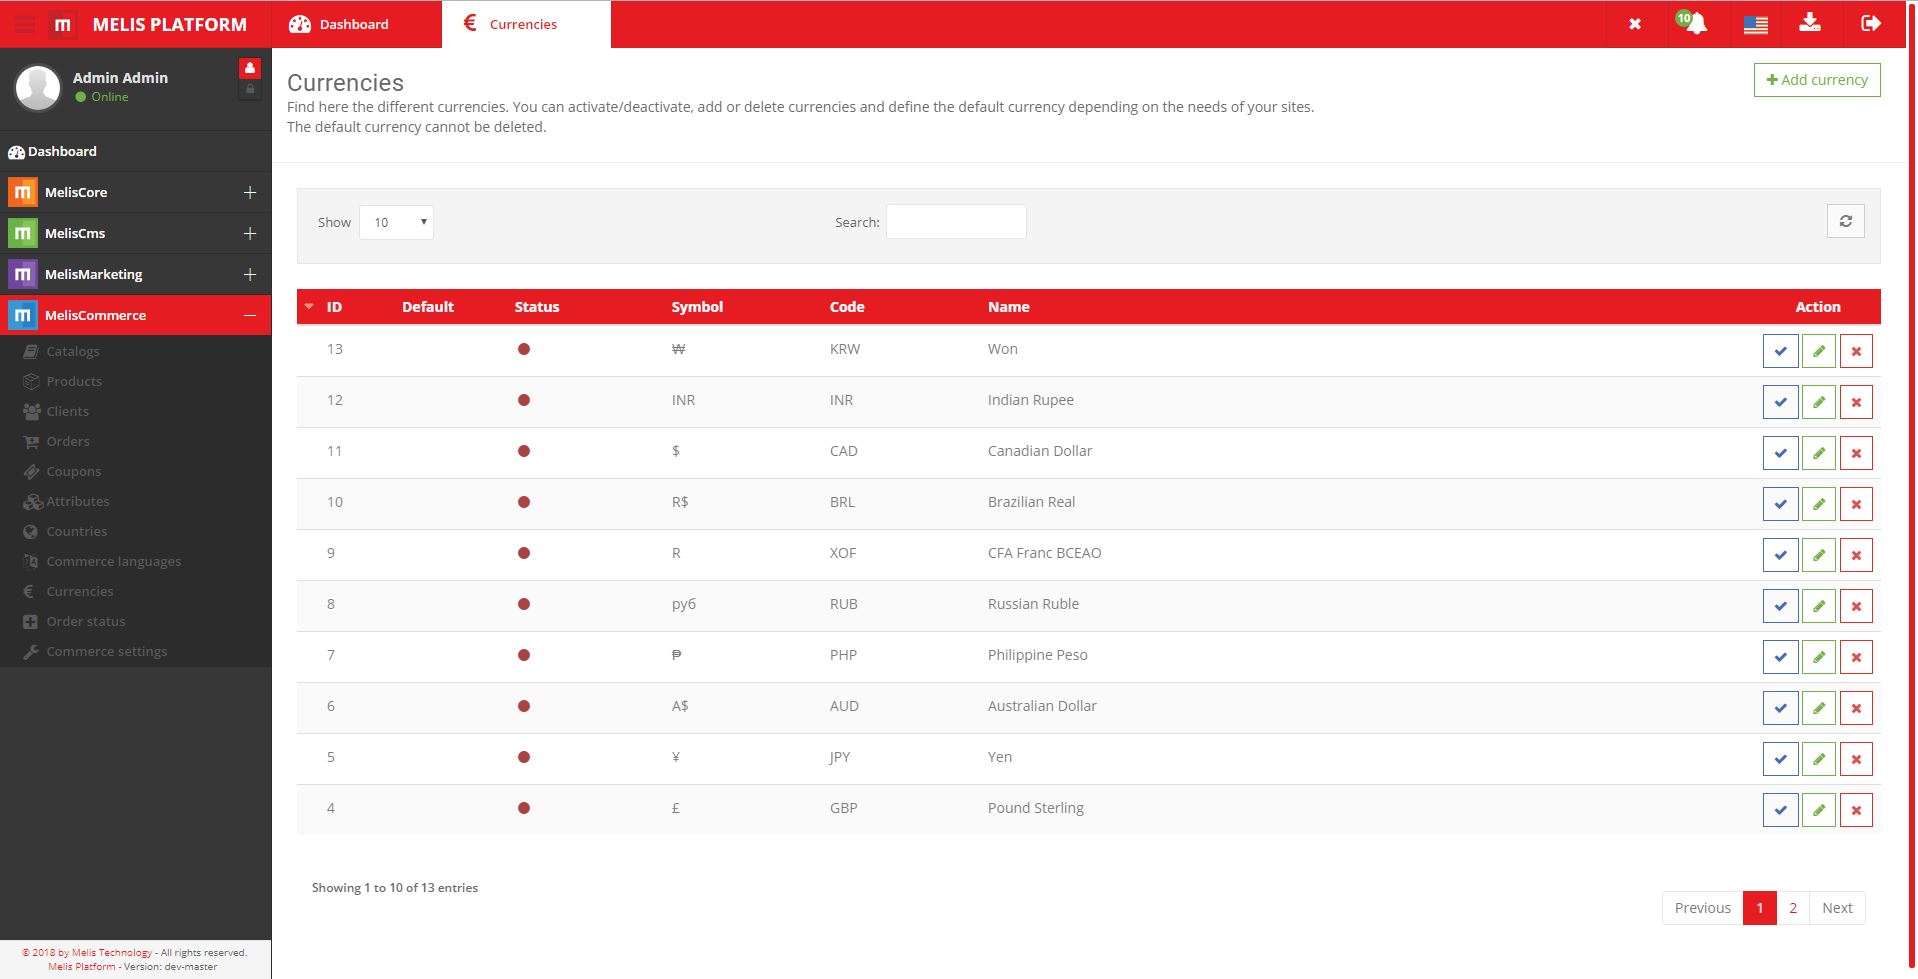 MELIS PLATFORM
Dashboard
€ Currencies
10
Admin Admin
Online
Dashboard
MelisCore
MelisCms
MelisMarketing
MelisCommerce
Catalogs
Products
Clients
Orders
Coupons
Attributes
Countries
Commerce languages
€ Currencies
Order status
Commerce settings
© 2018 by Melis Technology - All rights reserved.
Melis Platform - Version: dev-master
Currencies
Add currency
Find here the different currencies. You can activate/deactivate, add or delete currencies and define the default currency depending on the needs of your sites.
The default currency cannot be deleted.
Show 10 Search:
ID Default Status Symbol Code Name Action
13 ₩ KRW Won
12 INR INR Indian Rupee
11 $ CAD Canadian Dollar
10 R$ BRL Brazilian Real
9 R XOF CFA Franc BCEAO
8 руб RUB Russian Ruble
7 ₱ PHP Philippine Peso
6 A$ AUD Australian Dollar
5 ¥ JPY Yen
4 £ GBP Pound Sterling
Showing 1 to 10 of 13 entries
Previous 1 2 Next